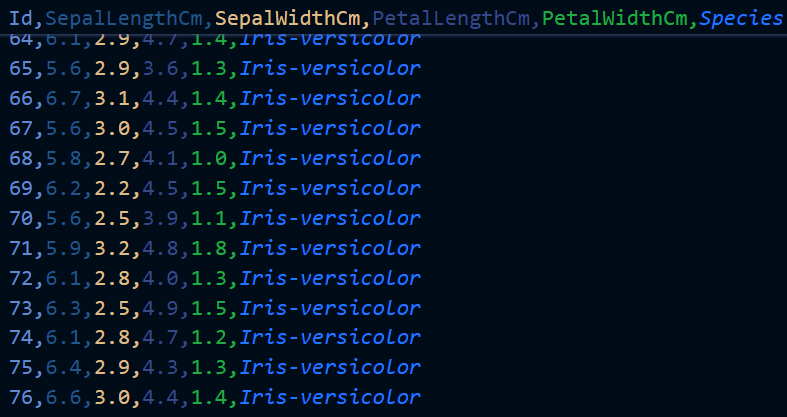 Id,SepalLengthCm,SepalWidthCm,PetalLengthCm,PetalWidthCm,Species
64,6.1,2.9,4.7,1.4,Iris-versicolor
65,5.6,2.9,3.6,1.3,Iris-versicolor
66,6.7,3.1,4.4,1.4,Iris-versicolor
67,5.6,3.0,4.5,1.5,Iris-versicolor
68,5.8,2.7,4.1,1.0,Iris-versicolor
69,6.2,2.2,4.5,1.5,Iris-versicolor
70,5.6,2.5,3.9,1.1,Iris-versicolor
71,5.9,3.2,4.8,1.8,Iris-versicolor
72,6.1,2.8,4.0,1.3,Iris-versicolor
73,6.3,2.5,4.9,1.5,Iris-versicolor
74,6.1,2.8,4.7,1.2,Iris-versicolor
75,6.4,2.9,4.3,1.3,Iris-versicolor
76,6.6,3.0,4.4,1.4,Iris-versicolor